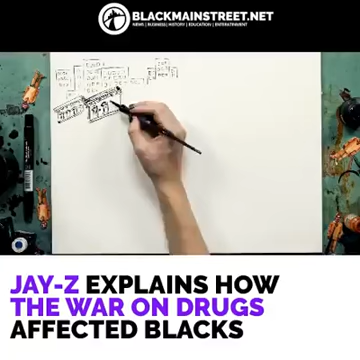 BLACKMAINSTREET.NET
NEWS | BUSINESS | HISTORY | EDUCATION | ENTERTAINMENT
JAY-Z EXPLAINS HOW
THE WAR ON DRUGS
AFFECTED BLACKS